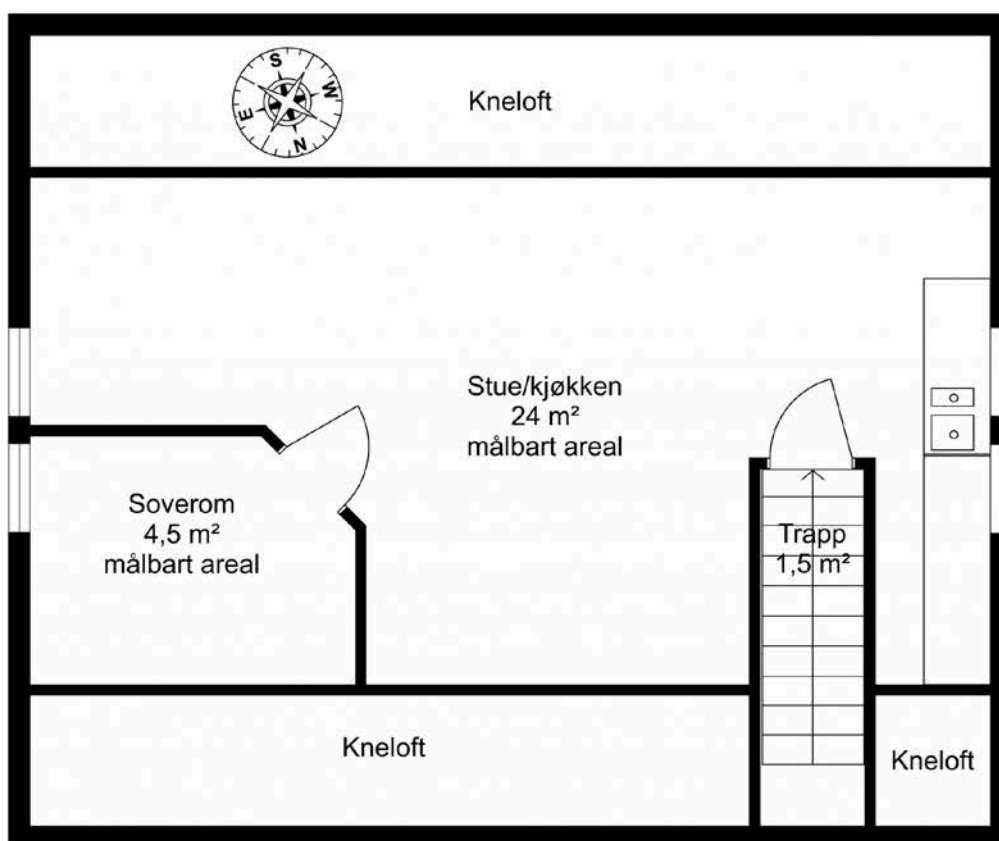 S
W
E
N
Kneloft
Stue/kjøkken
24 m²
målbart areal
Soverom
4,5 m²
målbart areal
Trapp
1,5 m²
Kneloft
Kneloft